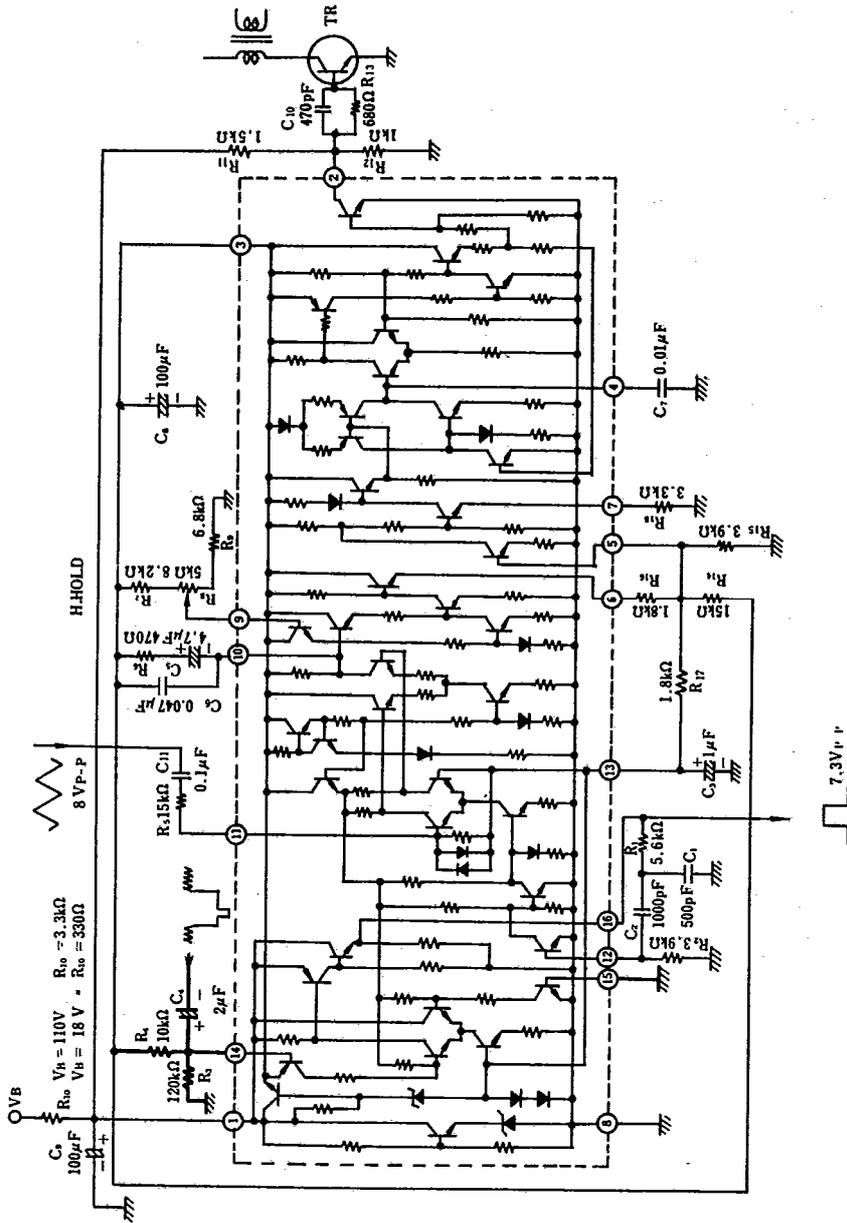 VB
R10
VB = 110V R10 = 3.3kΩ
VB = 18 V 〃 R10 = 330Ω
C9
100μF
+
−
8 VP-P
H.HOLD
R4
10kΩ
C4
+
−
2μF
120kΩ
R3
R5 15kΩ
C11
0.1μF
C6 0.047μF
R6
470Ω
C5
4.7μF
+
−
R7
8.2kΩ
R8
5kΩ
6.8kΩ
R9
C8
100μF
+
−
R11
1.5kΩ
R12
1kΩ
C10
470pF
680Ω
R13
TR
1
14
11
10
9
3
2
8
15
12
16
13
6
5
7
4
R2 3.9kΩ
C2
1000pF
500pF
C1
R1
5.6kΩ
7.3VP-P
C3
1μF
+
−
1.8kΩ
R17
R16
1.8kΩ
R14
15kΩ
R15 3.9kΩ
R18
3.3kΩ
C7
0.01μF